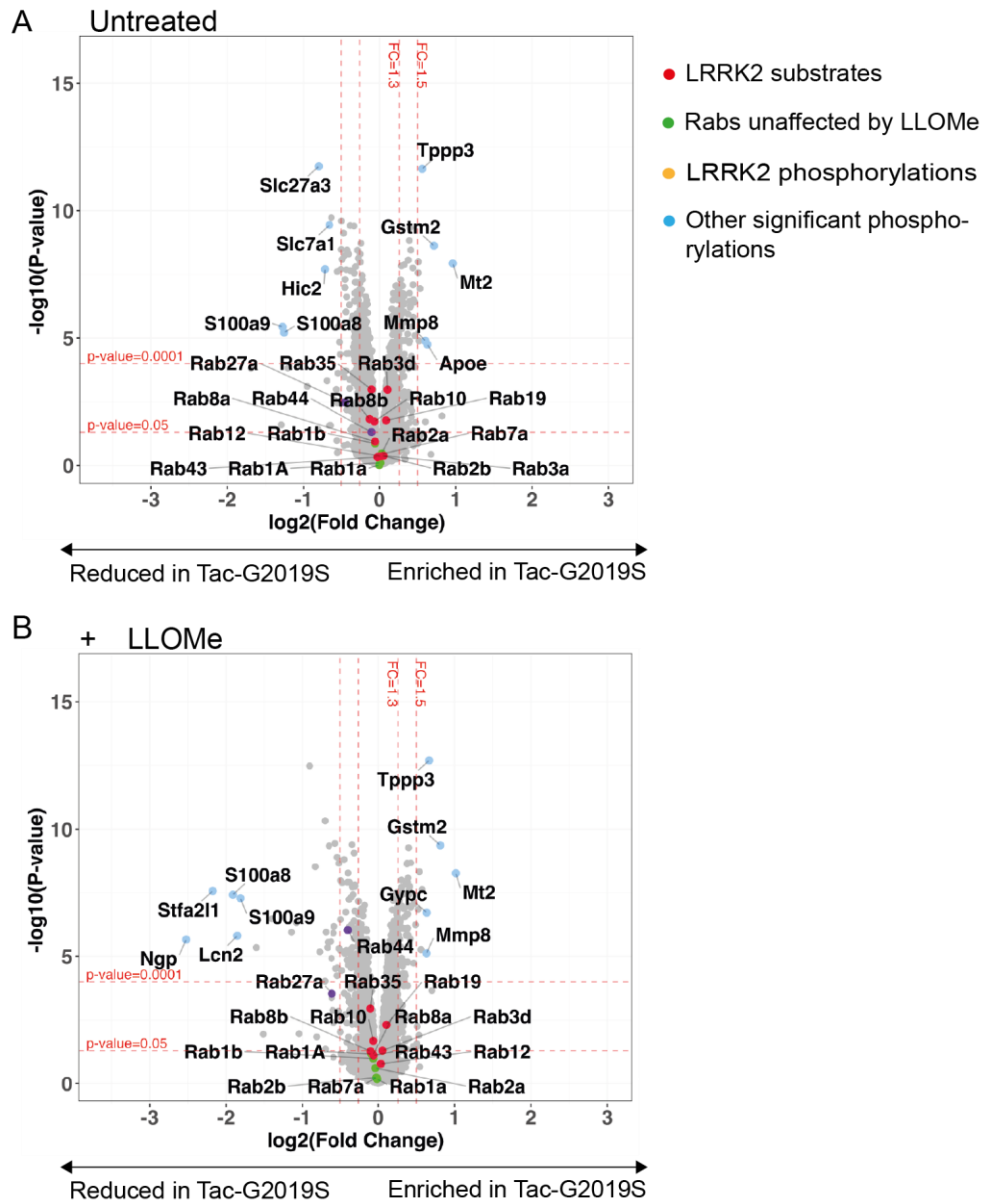 A
Untreated
FC=1.3
FC=1.5
15
10
5
0
-log10(P-value)
Tppp3
Slc27a3
Gstm2
Slc7a1
Mt2
Hic2
S100a9 S100a8 Mmp8
p-value=0.0001
Rab27a Rab35 Rab3d Apoe
Rab8a Rab44 Rab8b Rab10 Rab19
p-value=0.05
Rab12 Rab1b Rab2a Rab7a
Rab43 Rab1A Rab1a Rab2b Rab3a
-3 -2 -1 0 1 2 3
log2(Fold Change)
Reduced in Tac-G2019S Enriched in Tac-G2019S
LRRK2 substrates
Rabs unaffected by LLOMe
LRRK2 phosphorylations
Other significant phospho-
rylations
B
+ LLOMe
FC=1.3
FC=1.5
15
10
5
0
-log10(P-value)
Tppp3
Gstm2
S100a8
Gypc Mt2
Stfa2l1 S100a9
Mmp8
Ngp Lcn2 Rab44
p-value=0.0001
Rab27a Rab35 Rab19
Rab8b Rab10 Rab8a Rab3d
p-value=0.05
Rab1b Rab1A Rab43 Rab12
Rab2b Rab7a Rab1a Rab2a
-3 -2 -1 0 1 2 3
log2(Fold Change)
Reduced in Tac-G2019S Enriched in Tac-G2019S